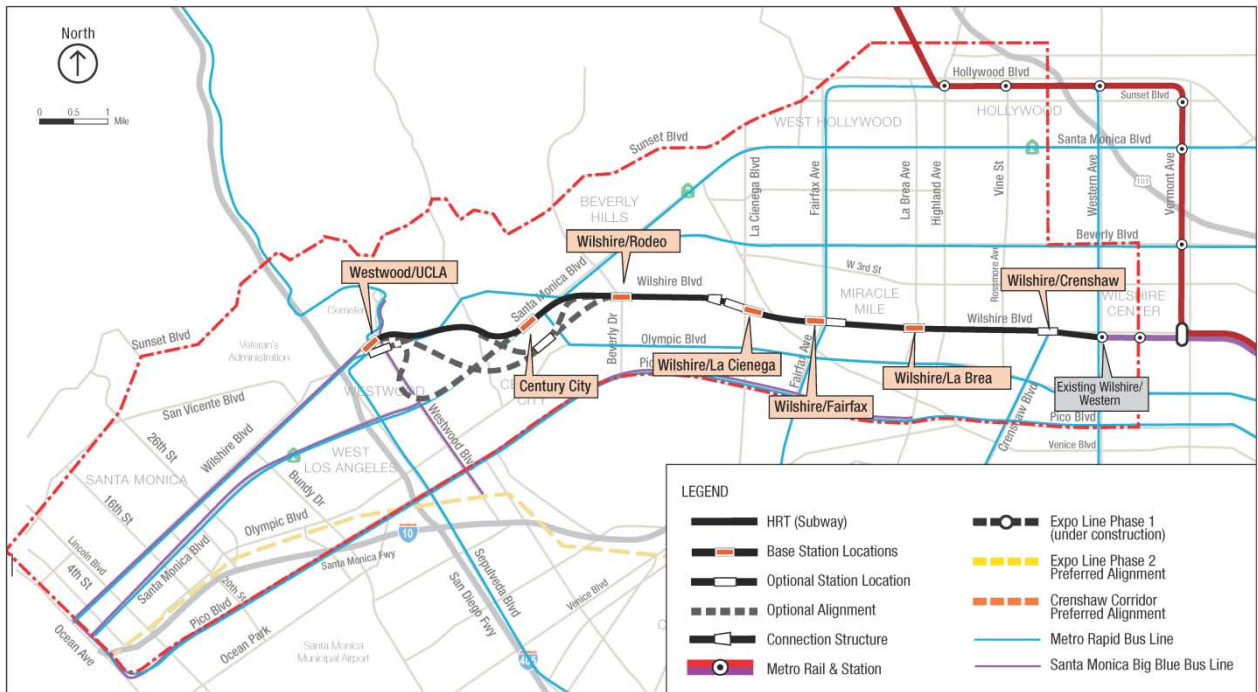 North
0 0.5 1
Mile
Hollywood Blvd
Sunset Blvd
HOLLYWOOD
WEST HOLLYWOOD
Santa Monica Blvd
Sunset Blvd
101
La Cienega Blvd
Fairfax Ave
La Brea Ave
Highland Ave
Vine St
Western Ave
Vermont Ave
BEVERLY
HILLS
Beverly Blvd
Wilshire/Rodeo
W 3rd St
Rossmore Ave
Westwood/UCLA
Santa Monica Blvd
Wilshire Blvd
MIRACLE
MILE
Wilshire/Crenshaw
WILSHIRE
CENTER
Wilshire Blvd
Sunset Blvd
Veteran's
Administration
Beverly Dr
Olympic Blvd
Fairfax Ave
Wilshire/La Cienega
Century City
Wilshire/La Brea
Wilshire/Fairfax
Existing Wilshire/
Western
WESTWOOD
San Vicente Blvd
Westwood Blvd
Crenshaw Blvd
Pico Blvd
Venice Blvd
26th St
Wilshire Blvd
WEST
LOS ANGELES
SANTA MONICA
16th St
Bundy Dr
Olympic Blvd
10
Santa Monica Fwy
Lincoln Blvd
4th St
Santa Monica Blvd
20th St
Pico Blvd
Sepulveda Blvd
San Diego Fwy
Venice Blvd
Ocean Ave
Ocean Park
Santa Monica
Municipal Airport
405
LEGEND
HRT (Subway)
Base Station Locations
Optional Station Location
Optional Alignment
Connection Structure
Metro Rail & Station
Expo Line Phase 1
(under construction)
Expo Line Phase 2
Preferred Alignment
Crenshaw Corridor
Preferred Alignment
Metro Rapid Bus Line
Santa Monica Big Blue Bus Line